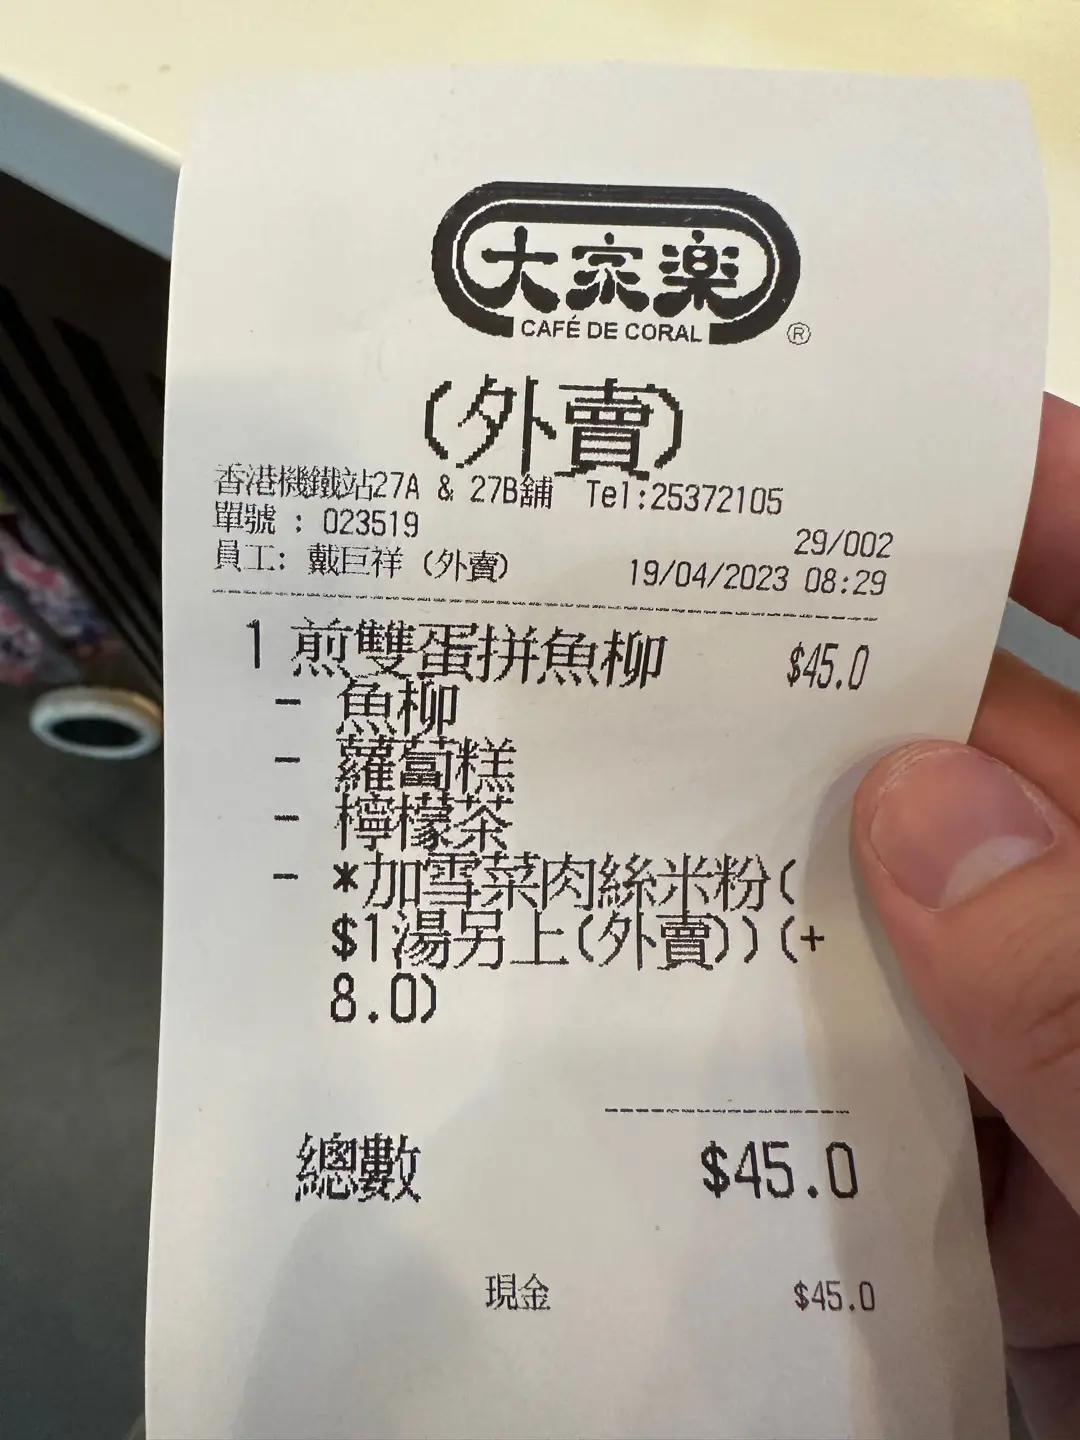 大家樂
CAFÉ DE CORAL ®
(外賣)
香港機鐵站27A & 27B舖 Tel:25372105
單號 : 023519
29/002
員工: 戴巨祥 (外賣) 19/04/2023 08:29
1 煎雙蛋拼魚柳 $45.0
- 魚柳
- 蘿蔔糕
- 檸檬茶
- *加雪菜肉絲米粉(
$1湯另上(外賣))(+
8.0)
總數 $45.0
現金 $45.0